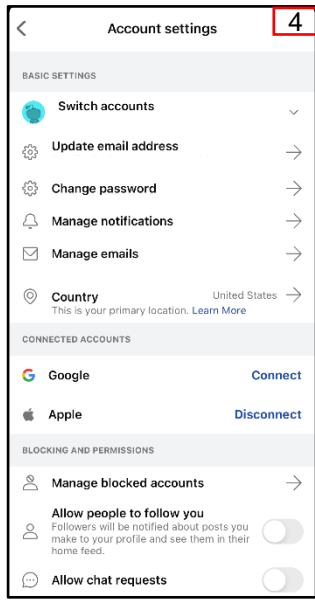 Account settings
4
BASIC SETTINGS
Switch accounts
Update email address
Change password
Manage notifications
Manage emails
Country
United States
This is your primary location. Learn More
CONNECTED ACCOUNTS
Google
Connect
Apple
Disconnect
BLOCKING AND PERMISSIONS
Manage blocked accounts
Allow people to follow you
Followers will be notified about posts you
make to your profile and see them in their
home feed.
Allow chat requests